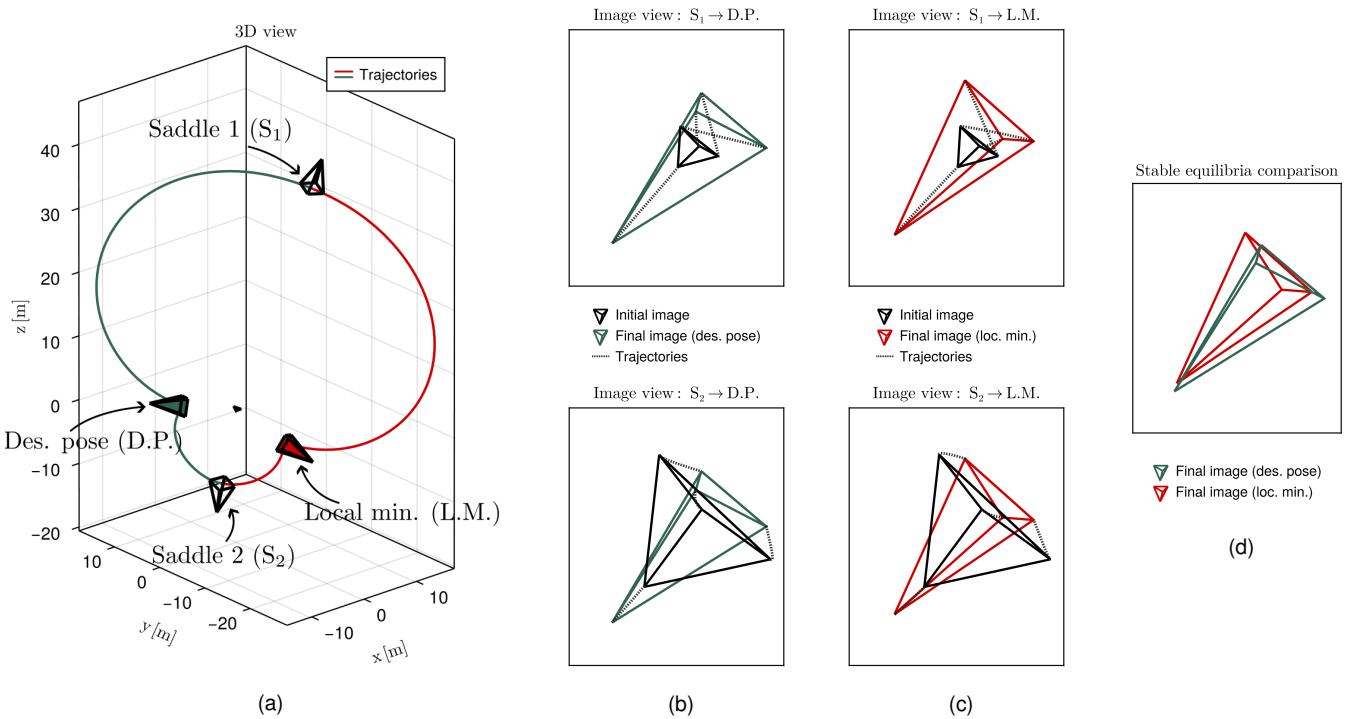 3D view
Trajectories
Saddle 1 (S₁)
40
30
20
10
0
−10
−20
z [m]
Des. pose (D.P.)
Local min. (L.M.)
Saddle 2 (S₂)
10
0
−10
−20
y [m]
−10
0
10
x [m]
(a)
Image view : S₁ → D.P.
Initial image
Final image (des. pose)
Trajectories
Image view : S₂ → D.P.
(b)
Image view : S₁ → L.M.
Initial image
Final image (loc. min.)
Trajectories
Image view : S₂ → L.M.
(c)
Stable equilibria comparison
Final image (des. pose)
Final image (loc. min.)
(d)